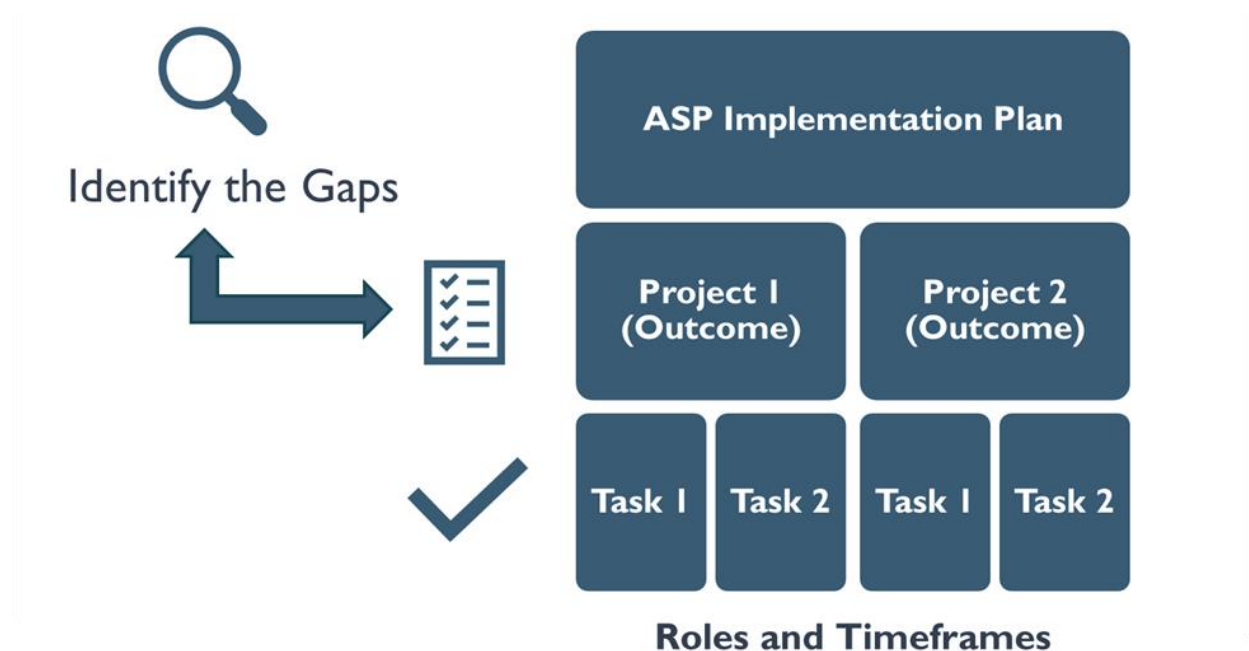 Identify the Gaps
ASP Implementation Plan
Project 1
(Outcome)
Project 2
(Outcome)
Task 1
Task 2
Task 1
Task 2
Roles and Timeframes